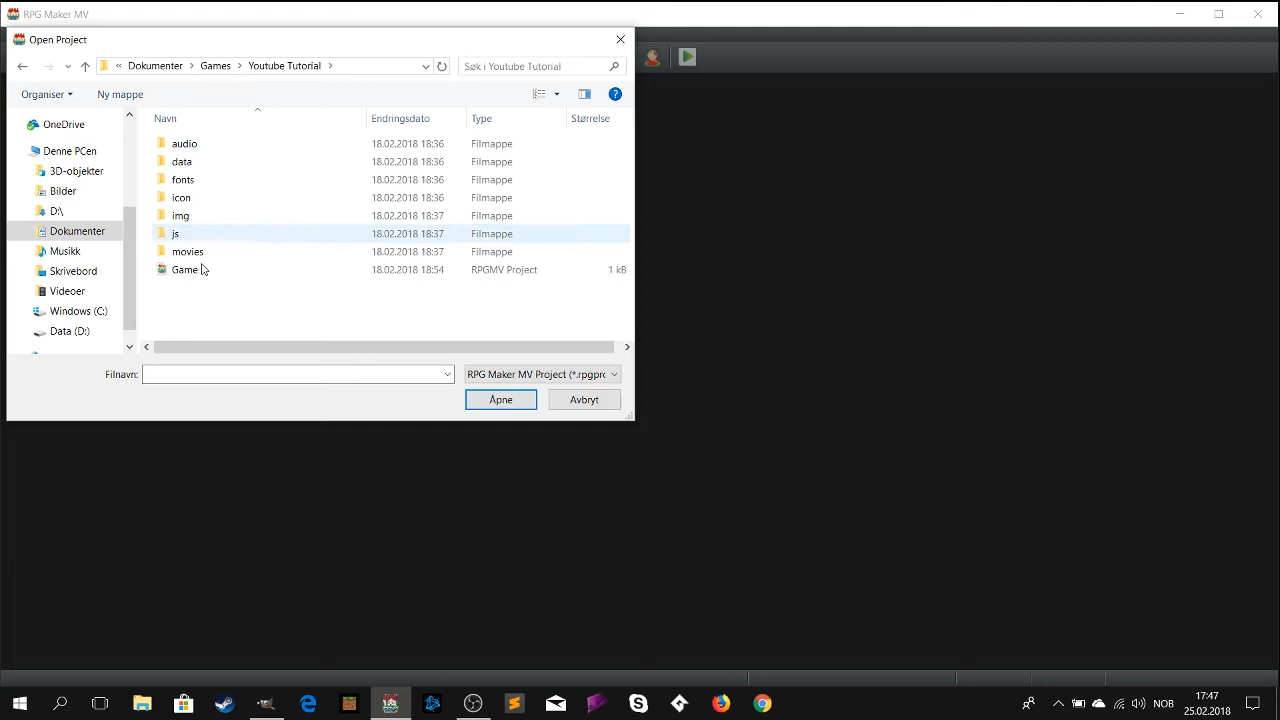 RPG Maker MV
Open Project
« Dokumenter > Games > Youtube Tutorial >
Søk i Youtube Tutorial
Organiser
Ny mappe
?
Navn Endringsdato Type Størrelse
OneDrive
Denne PCen
3D-objekter
Bilder
D:\
Dokumenter
Musikk
Skrivebord
Videoer
Windows (C:)
Data (D:)
audio 18.02.2018 18:36 Filmappe
data 18.02.2018 18:36 Filmappe
fonts 18.02.2018 18:36 Filmappe
icon 18.02.2018 18:36 Filmappe
img 18.02.2018 18:37 Filmappe
js 18.02.2018 18:37 Filmappe
movies 18.02.2018 18:37 Filmappe
Game 18.02.2018 18:54 RPGMV Project 1 kB
Filnavn:
RPG Maker MV Project (*.rpgprc
Åpne
Avbryt
NOB
17:47
25.02.2018